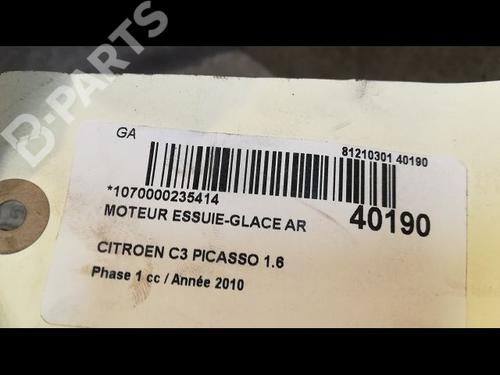 B-PARTS
GA
81210301 40190
*1070000235414
MOTEUR ESSUIE-GLACE AR
40190
CITROEN C3 PICASSO 1.6
Phase 1 cc / Année 2010